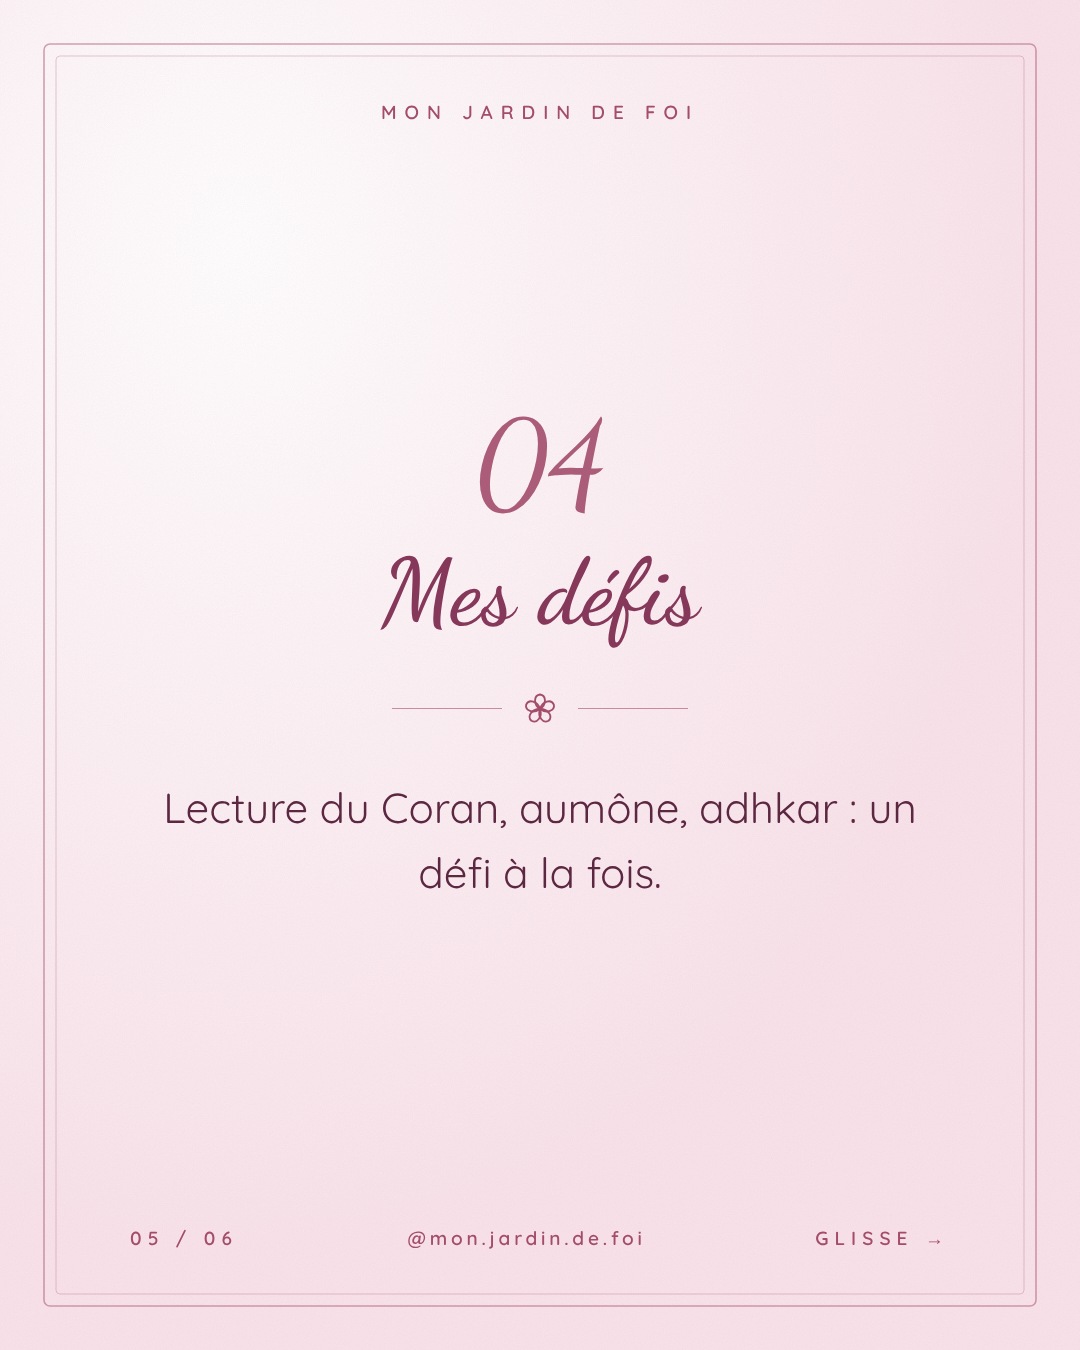 MON JARDIN DE FOI
04
Mes défis
Lecture du Coran, aumône, adhkar : un
défi à la fois.
05 / 06
@mon.jardin.de.foi
GLISSE →